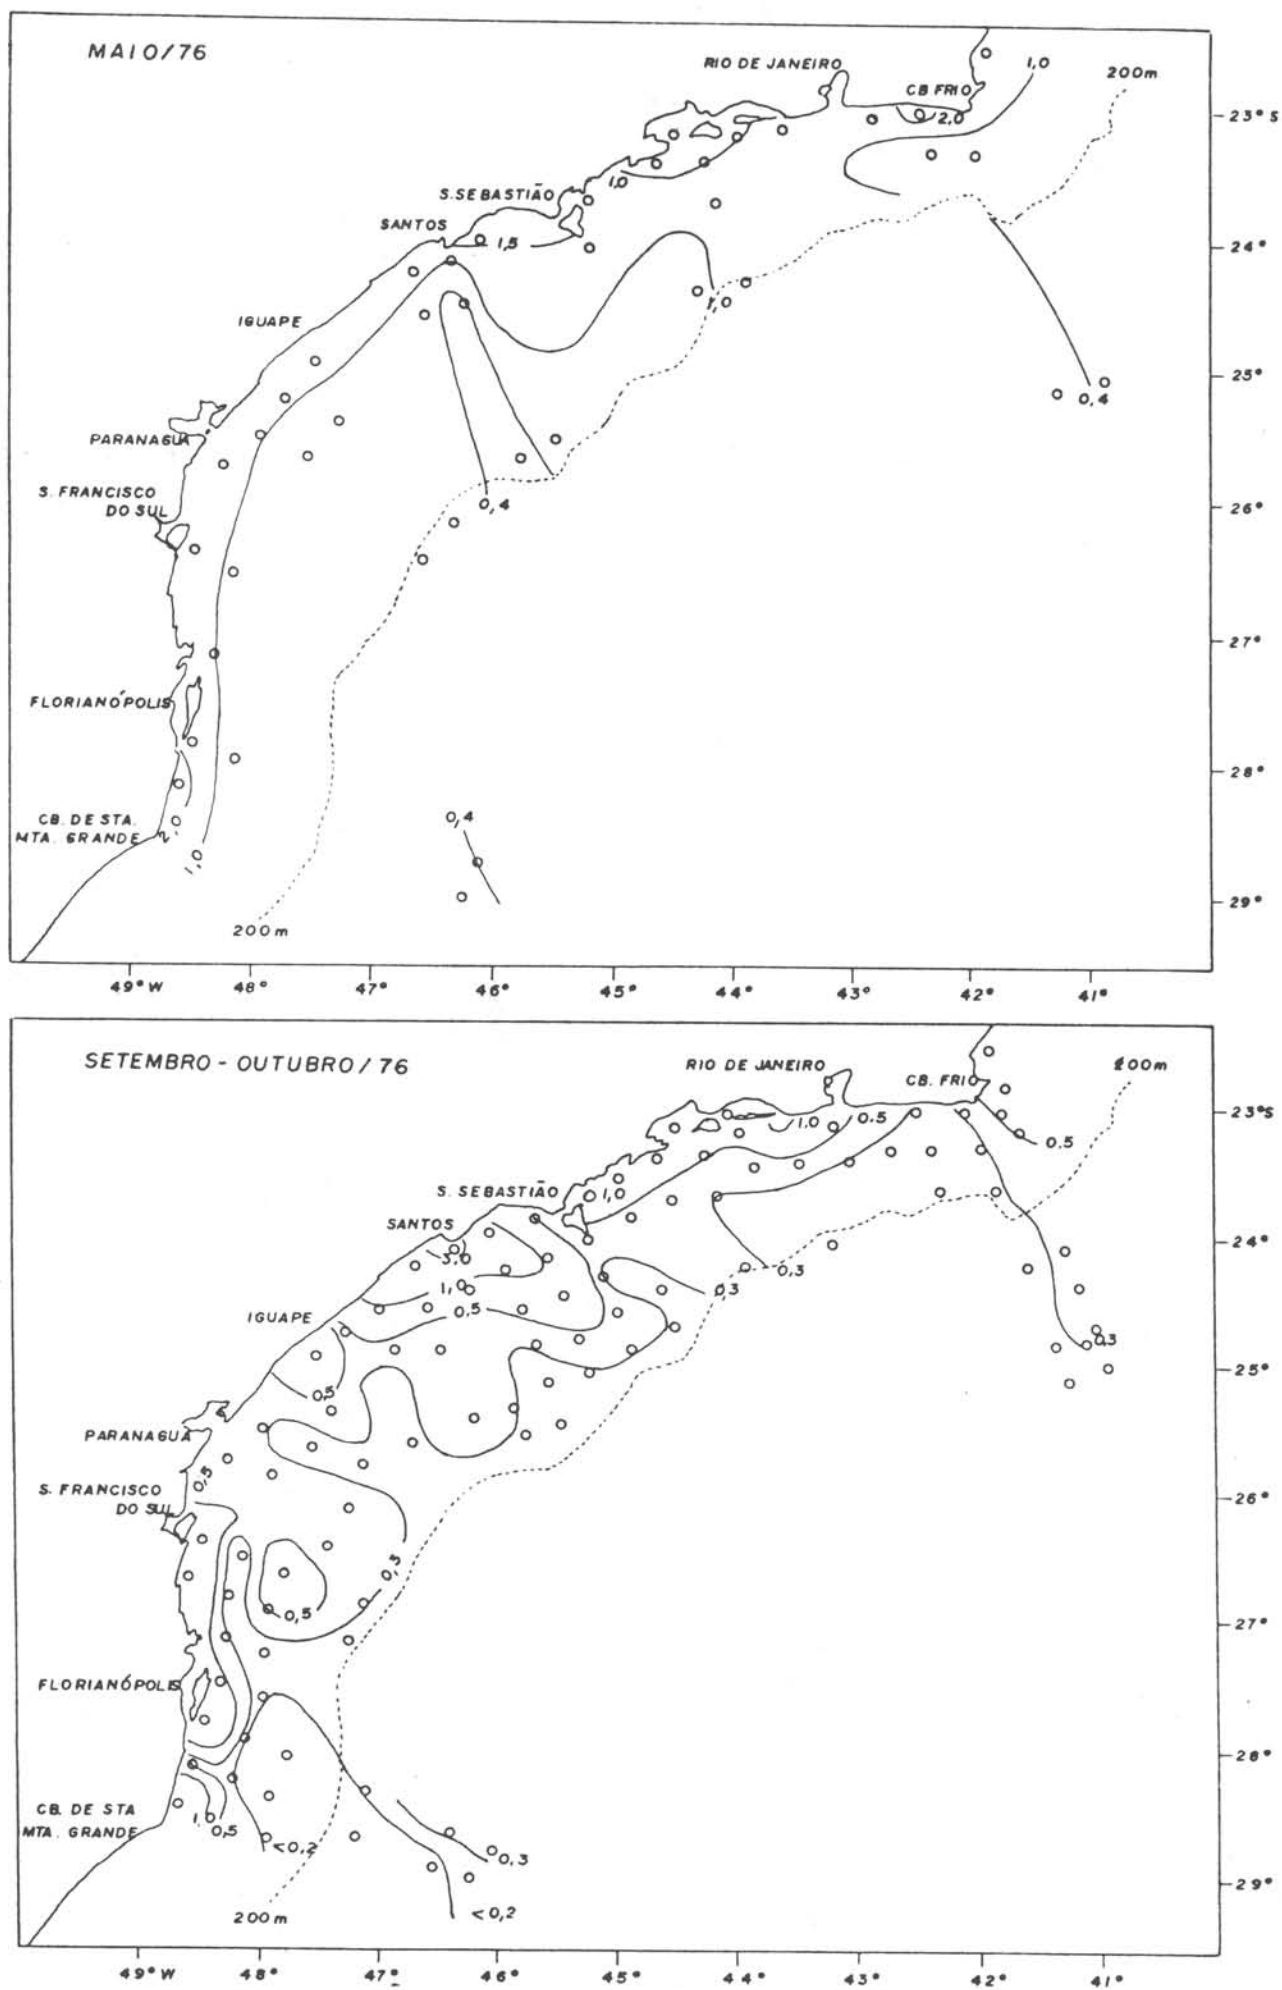 MAIO/76
RIO DE JANEIRO
1,0
200m
CB FRIO
2,0
23°S
1,0
S.SEBASTIÃO
SANTOS
1,5
24°
IGUAPE
25°
0,4
PARANAGUA
S. FRANCISCO
DO SUL
0,4
26°
27°
FLORIANÓPOLIS
28°
CB. DE STA.
MTA. GRANDE
0,4
1,0
29°
200m
49°W 48° 47° 46° 45° 44° 43° 42° 41°
SETEMBRO - OUTUBRO/76
RIO DE JANEIRO
CB. FRIO
200m
23°S
1,0
0.5
0.5
S. SEBASTIÃO
1,0
SANTOS
3,0
24°
0,3
1,0
0,3
IGUAPE
0,5
0,3
25°
0,5
PARANAGUA
0,5
S. FRANCISCO
DO SUL
26°
0,3
0,5
27°
FLORIANÓPOLIS
28°
CB. DE STA
MTA. GRANDE
1,
0,5
<0,2
0,3
29°
<0,2
200m
49°W 48° 47° 46° 45° 44° 43° 42° 41°